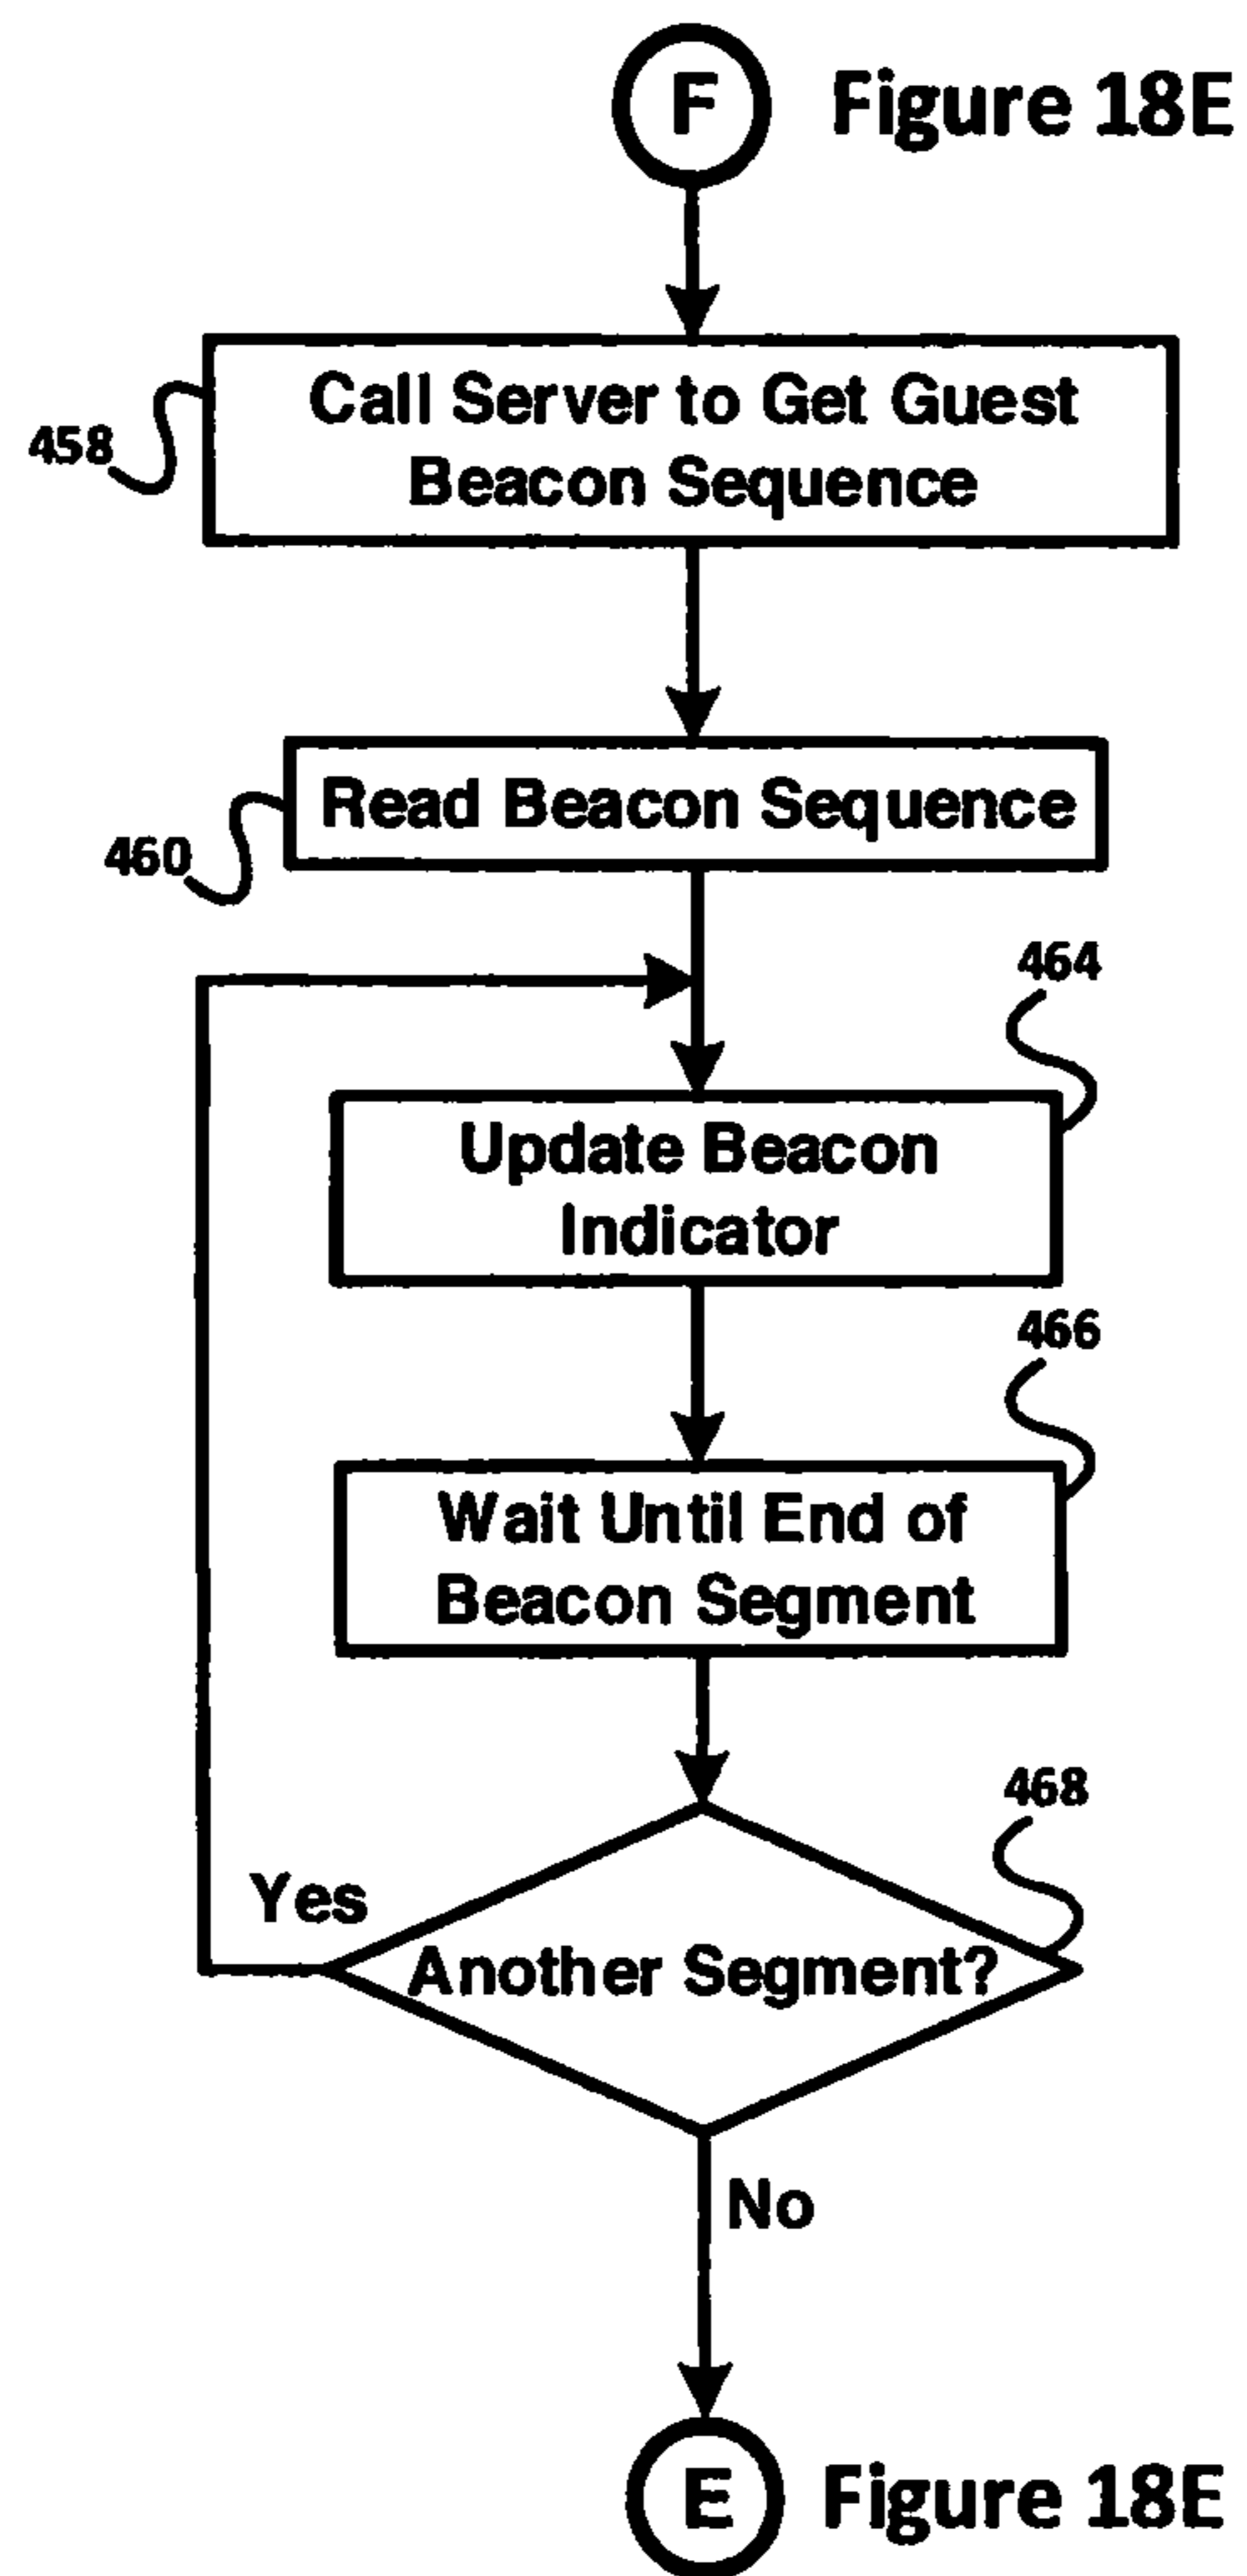 F Figure 18E
Call Server to Get Guest
Beacon Sequence
458
Read Beacon Sequence
460
464
Update Beacon
Indicator
466
Wait Until End of
Beacon Segment
468
Yes
Another Segment?
No
E Figure 18E